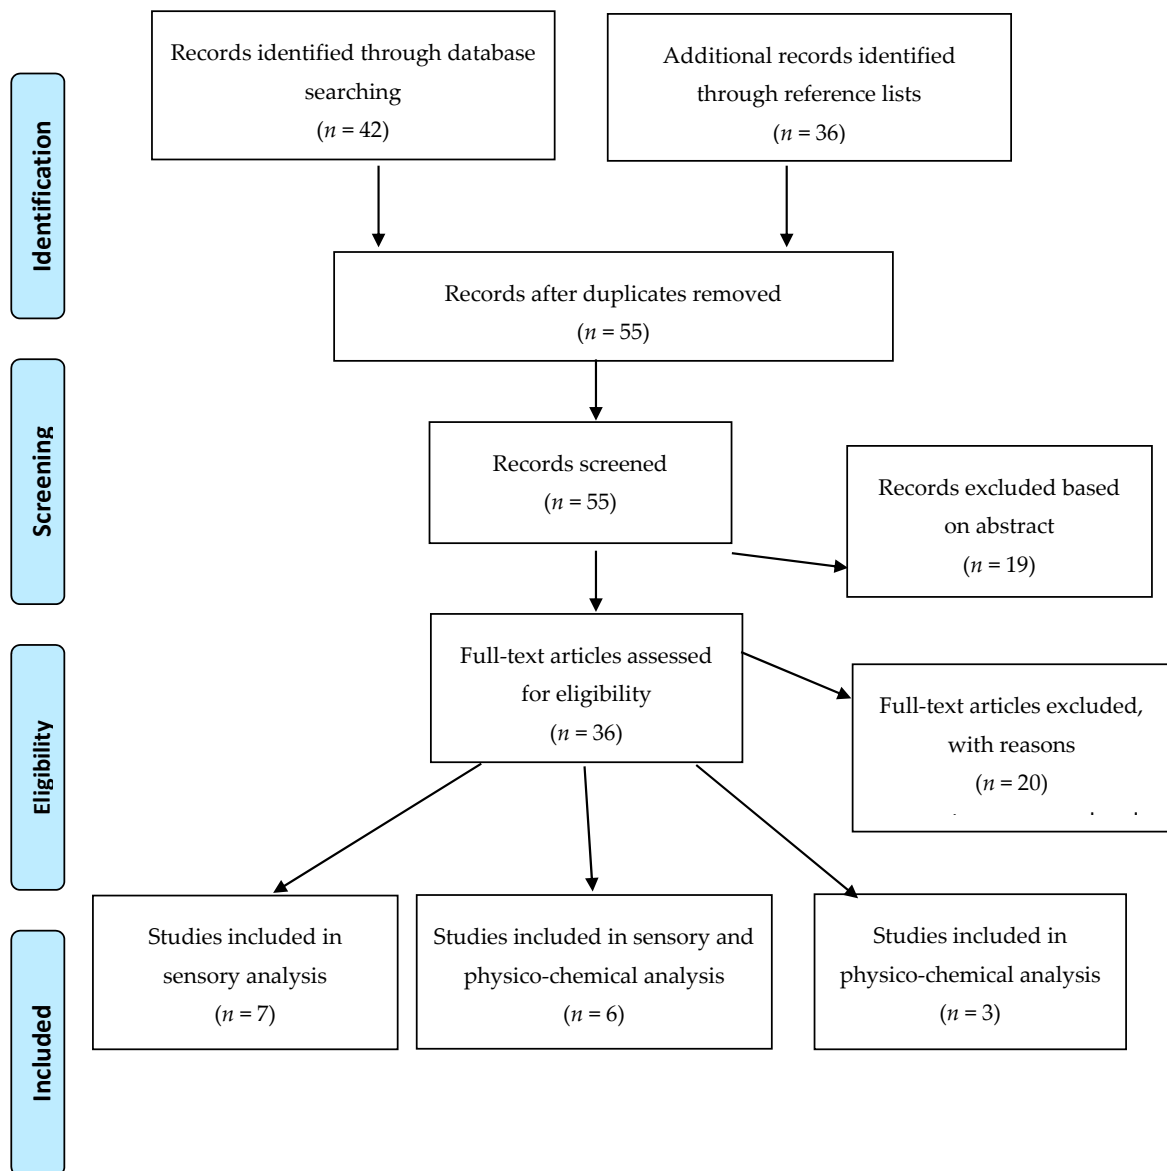 Identification
Records identified through database
searching
(n = 42)
Additional records identified
through reference lists
(n = 36)
Records after duplicates removed
(n = 55)
Screening
Records screened
(n = 55)
Records excluded based
on abstract
(n = 19)
Eligibility
Full-text articles assessed
for eligibility
(n = 36)
Full-text articles excluded,
with reasons
(n = 20)
Included
Studies included in
sensory analysis
(n = 7)
Studies included in sensory and
physico-chemical analysis
(n = 6)
Studies included in
physico-chemical analysis
(n = 3)